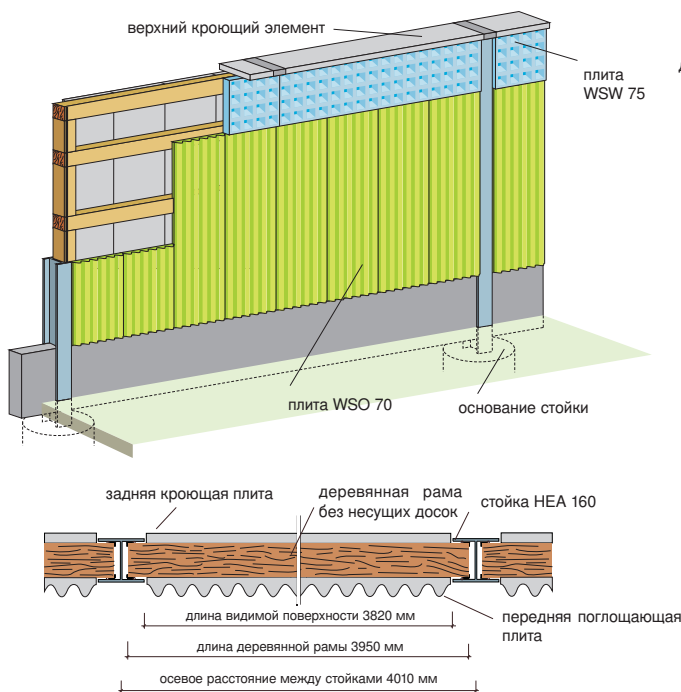 верхний кроющий элемент
плита
WSW 75
плита WSO 70
основание стойки
задняя кроющая плита
деревянная рама
без несущих досок
стойка HEA 160
длина видимой поверхности 3820 мм
передняя поглощающая
плита
длина деревянной рамы 3950 мм
осевое расстояние между стойками 4010 мм